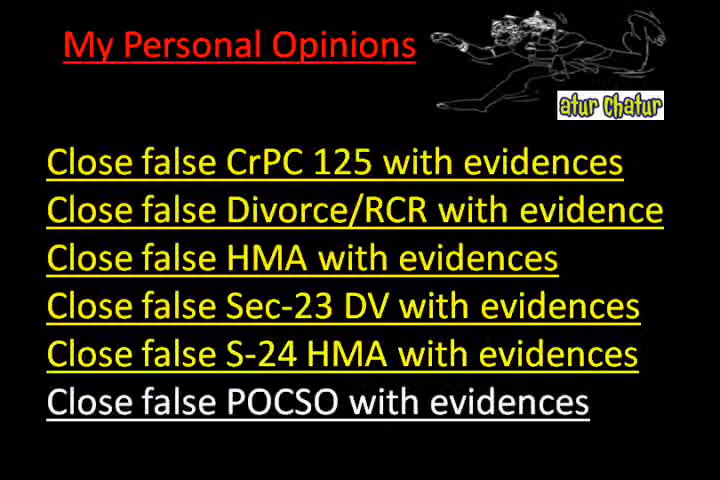 My Personal Opinions
atur Chatur
Close false CrPC 125 with evidences
Close false Divorce/RCR with evidence
Close false HMA with evidences
Close false Sec-23 DV with evidences
Close false S-24 HMA with evidences
Close false POCSO with evidences